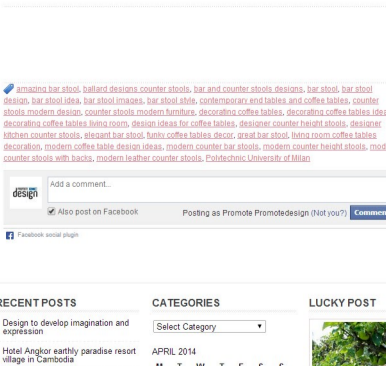 amazing bar stool, ballard designs counter stools, bar and counter stools designs, bar stool, bar stool
design, bar stool idea, bar stool images, bar stool style, contemporary end tables and coffee tables, counter
stools modern design, counter stools modern furniture, decorating coffee tables, decorating coffee tables idea
decorating coffee tables living room, design ideas for coffee tables, designer counter height stools, designer
kitchen counter stools, elegant bar stool, funky coffee tables decor, great bar stool, living room coffee tables
decoration, modern coffee table design ideas, modern counter bar stools, modern counter height stools, mod
counter stools with backs, modern leather counter stools, Politechnic University of Milan
design
Add a comment...
Also post on Facebook
Posting as Promote Promotedesign (Not you?)
Commen
Facebook social plugin
RECENT POSTS
CATEGORIES
LUCKY POST
Design to develop imagination and
expression
Select Category
Hotel Angkor earthly paradise resort
village in Cambodia
APRIL 2014
M T W T F S S